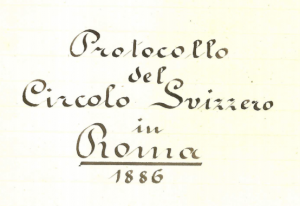 Protocollo
del
Circolo Svizzero
in
Roma
1886